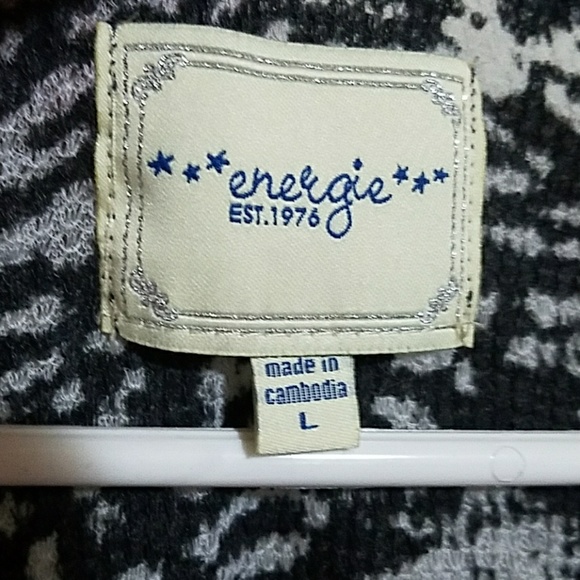 energie
EST.1976
made in
cambodia
L